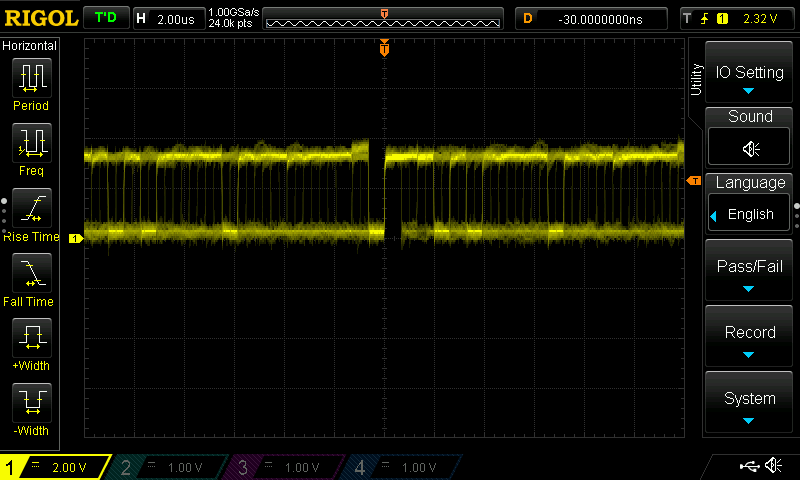 RIGOL T'D H 2.00us 1.00GSa/s 24.0k pts T D -30.0000000ns T 1 2.32 V
Horizontal
Period
Freq
Rise Time
Fall Time
+Width
-Width
T
T
1
Utility
IO Setting
Sound
Language
English
Pass/Fail
Record
System
1 2.00 V 2 1.00 V 3 1.00 V 4 1.00 V